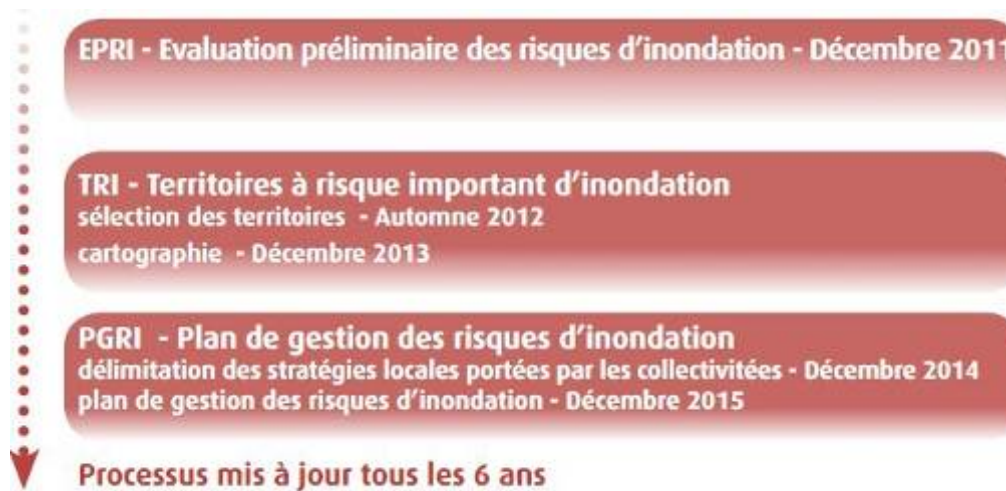 EPRI - Evaluation préliminaire des risques d'inondation - Décembre 2011
TRI - Territoires à risque important d'inondation
sélection des territoires - Automne 2012
cartographie - Décembre 2013
PGRI - Plan de gestion des risques d'inondation
délimitation des stratégies locales portées par les collectivitées - Décembre 2014
plan de gestion des risques d'inondation - Décembre 2015
Processus mis à jour tous les 6 ans